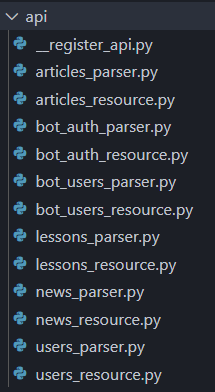 api
__register_api.py
articles_parser.py
articles_resource.py
bot_auth_parser.py
bot_auth_resource.py
bot_users_parser.py
bot_users_resource.py
lessons_parser.py
lessons_resource.py
news_parser.py
news_resource.py
users_parser.py
users_resource.py